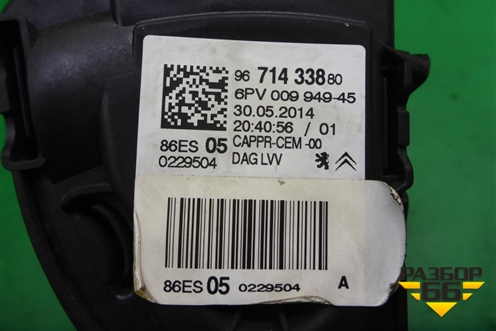 96 714 338 80
6PV 009 949-45
30.05.2014
20:40:56 / 01
86ES 05 CAPPR-CEM -00
0229504 DAG LVV
86ES 05 0229504 A
РАЗБОР
66